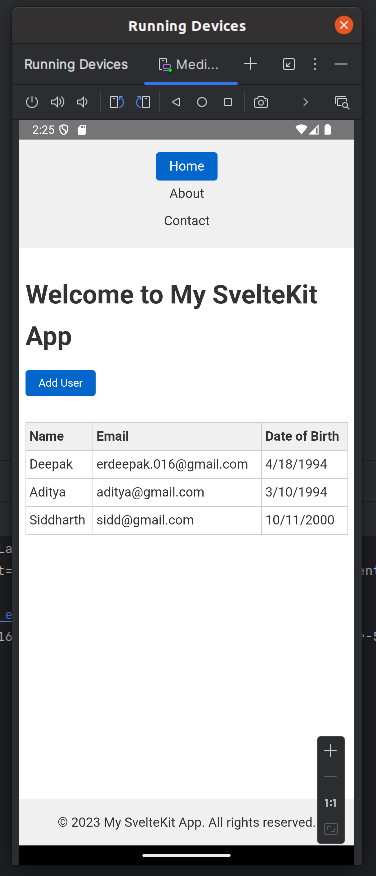 Running Devices
Running Devices Medi...
2:25
Home
About
Contact
Welcome to My SvelteKit
App
Add User
Name Email Date of Birth
Deepak erdeepak.016@gmail.com 4/18/1994
Aditya aditya@gmail.com 3/10/1994
Siddharth sidd@gmail.com 10/11/2000
1:1
© 2023 My SvelteKit App. All rights reserved.